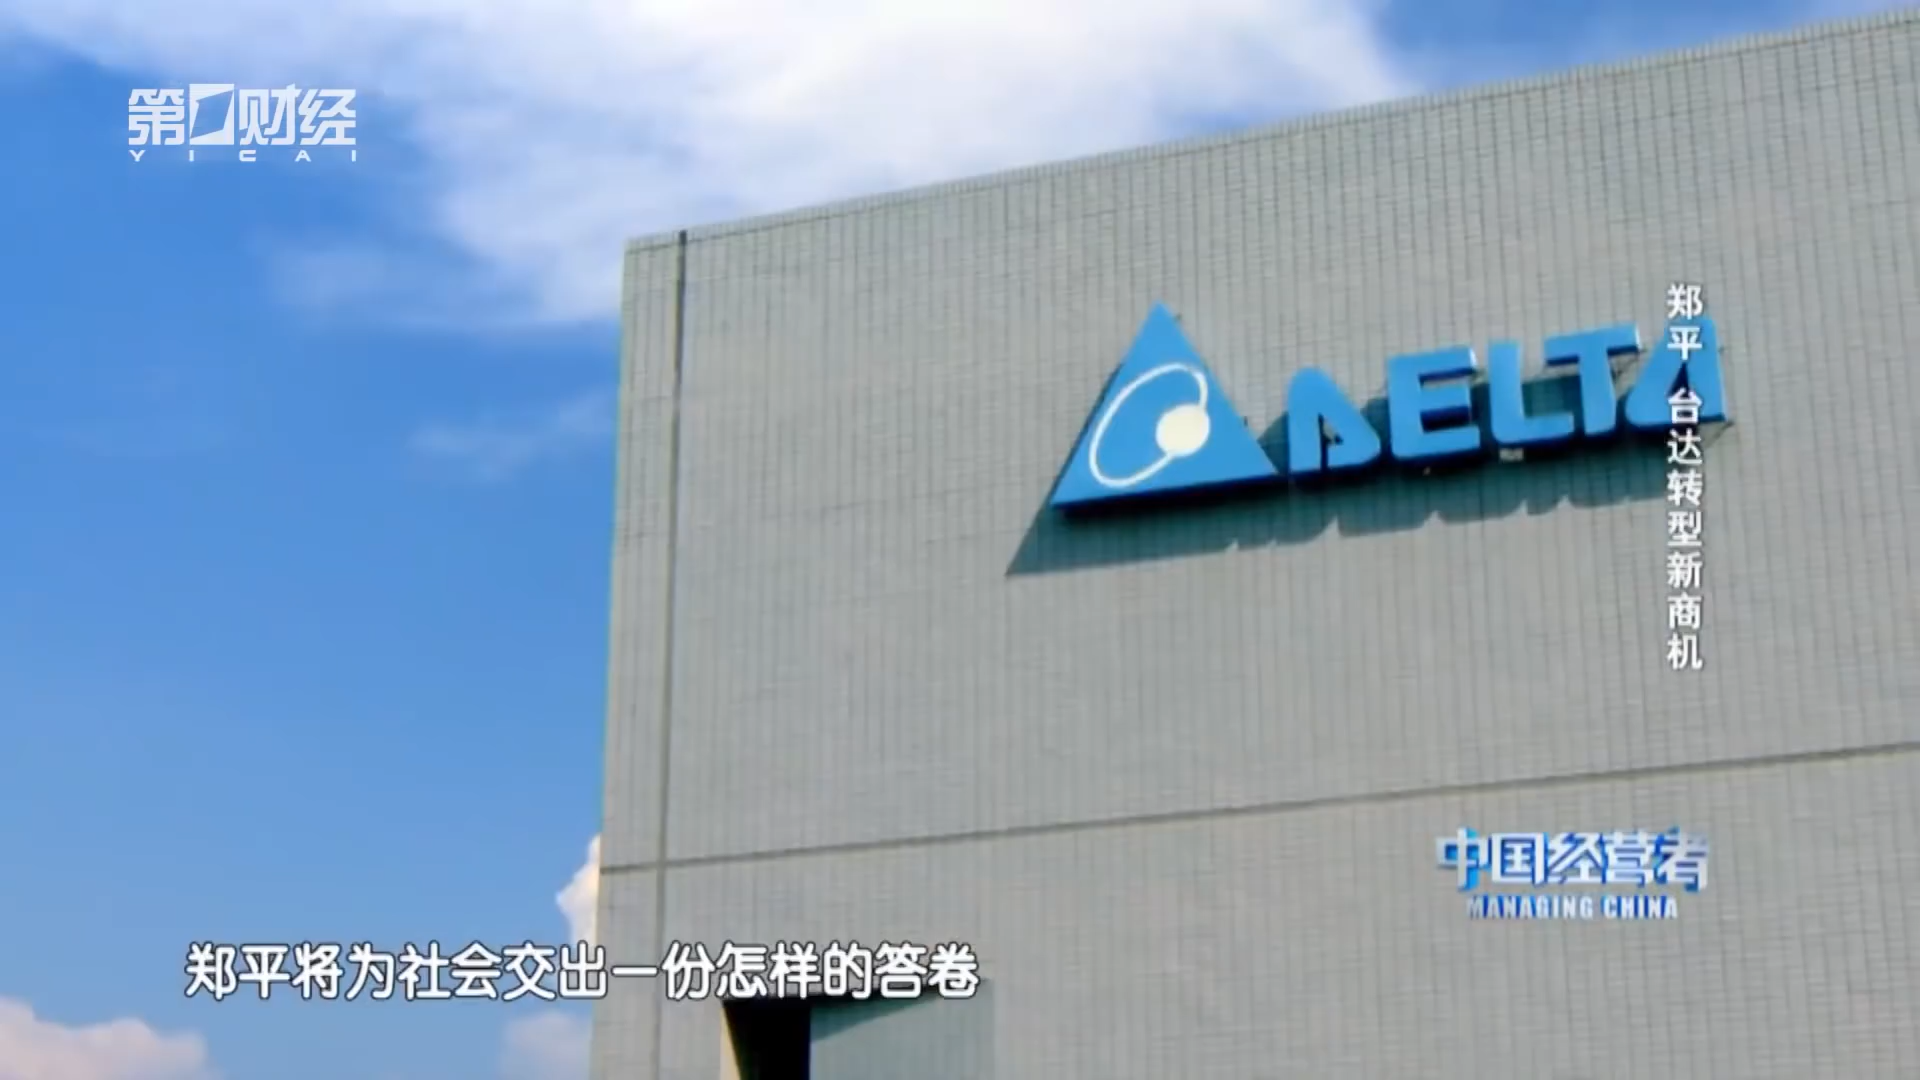 第一财经
YICAI
DELTA
郑平 台达转型新商机
中国经营者
MANAGING CHINA
郑平将为社会交出一份怎样的答卷